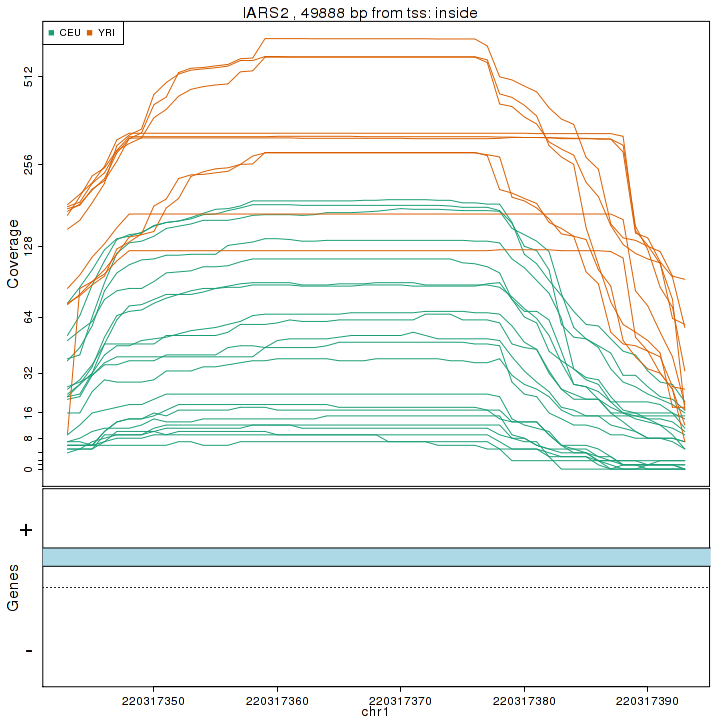 IARS2 , 49888 bp from tss: inside
CEU YRI
Coverage
512
256
128
64
32
16
8
0
Genes
+
-
220317350 220317360 220317370 220317380 220317390
chr1